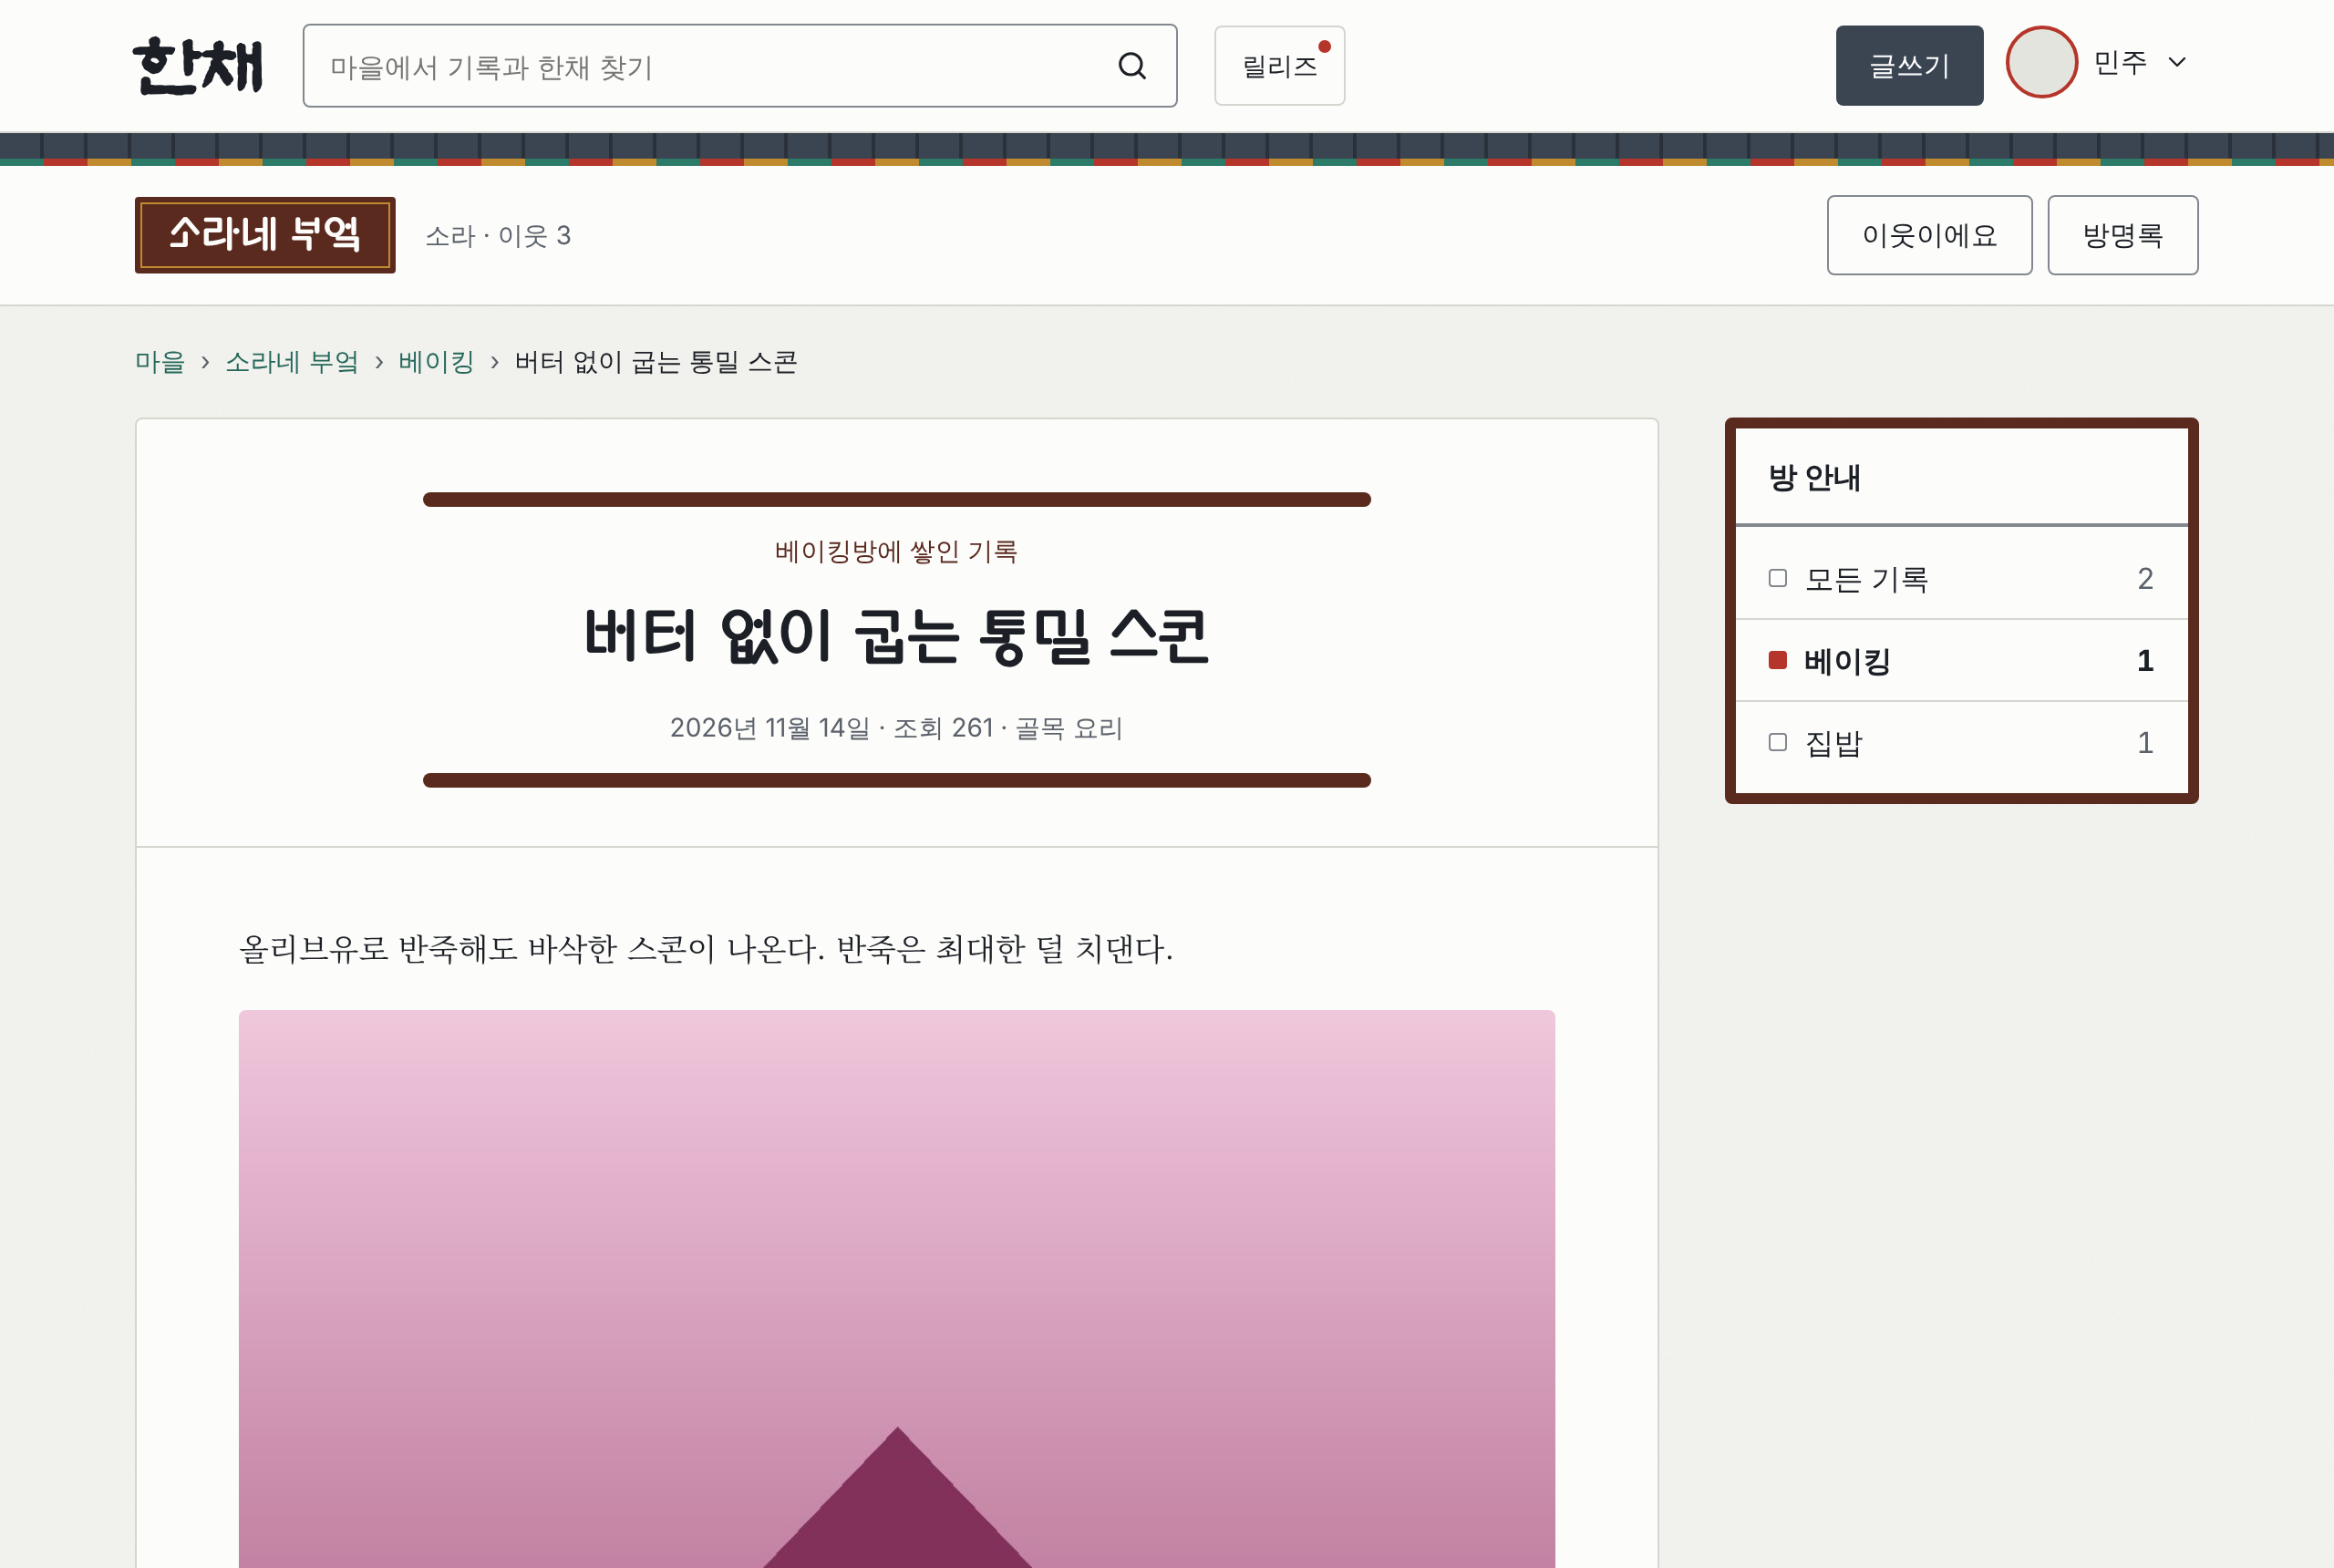 한채
마을에서 기록과 한채 찾기
릴리즈
글쓰기
민주
소라네 부엌
소라 · 이웃 3
이웃이에요
방명록
마을 › 소라네 부엌 › 베이킹 › 버터 없이 굽는 통밀 스콘
베이킹방에 쌓인 기록
버터 없이 굽는 통밀 스콘
2026년 11월 14일 · 조회 261 · 골목 요리
올리브유로 반죽해도 바삭한 스콘이 나온다. 반죽은 최대한 덜 치댄다.
방 안내
모든 기록 2
베이킹 1
집밥 1